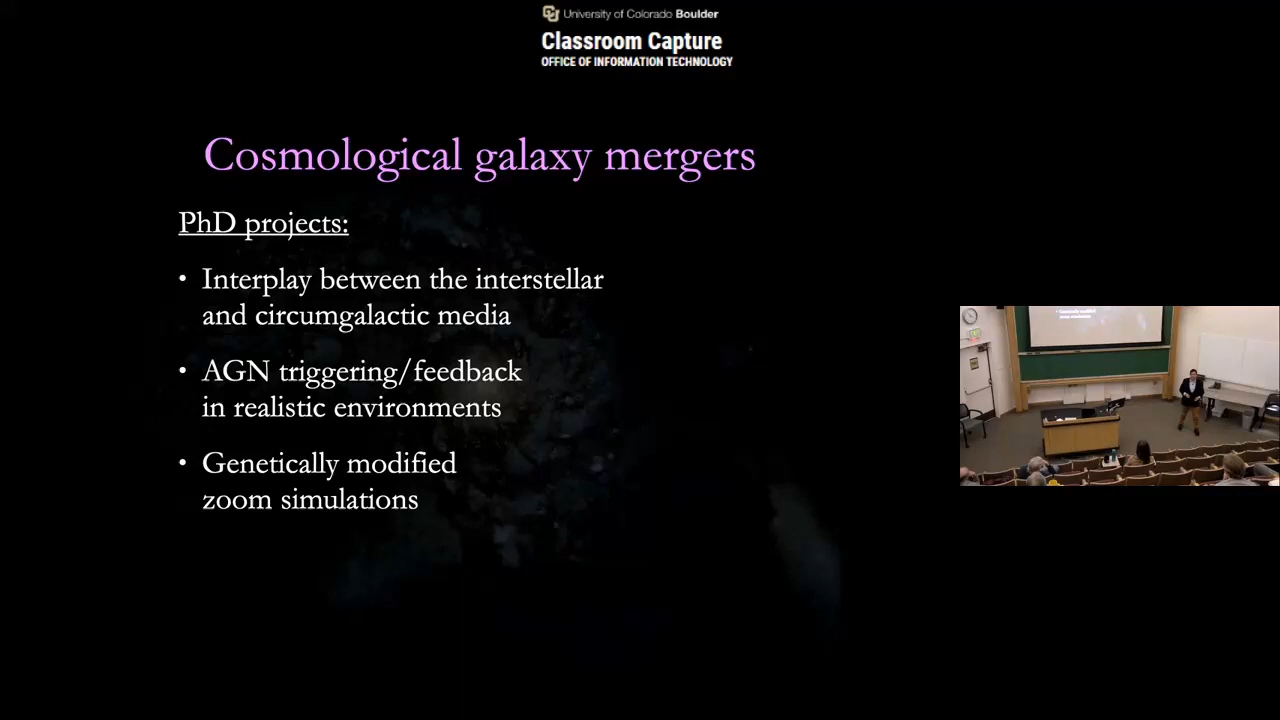 University of Colorado Boulder
Classroom Capture
OFFICE OF INFORMATION TECHNOLOGY
Cosmological galaxy mergers
PhD projects:
• Interplay between the interstellar
and circumgalactic media
• AGN triggering/feedback
in realistic environments
• Genetically modified
zoom simulations